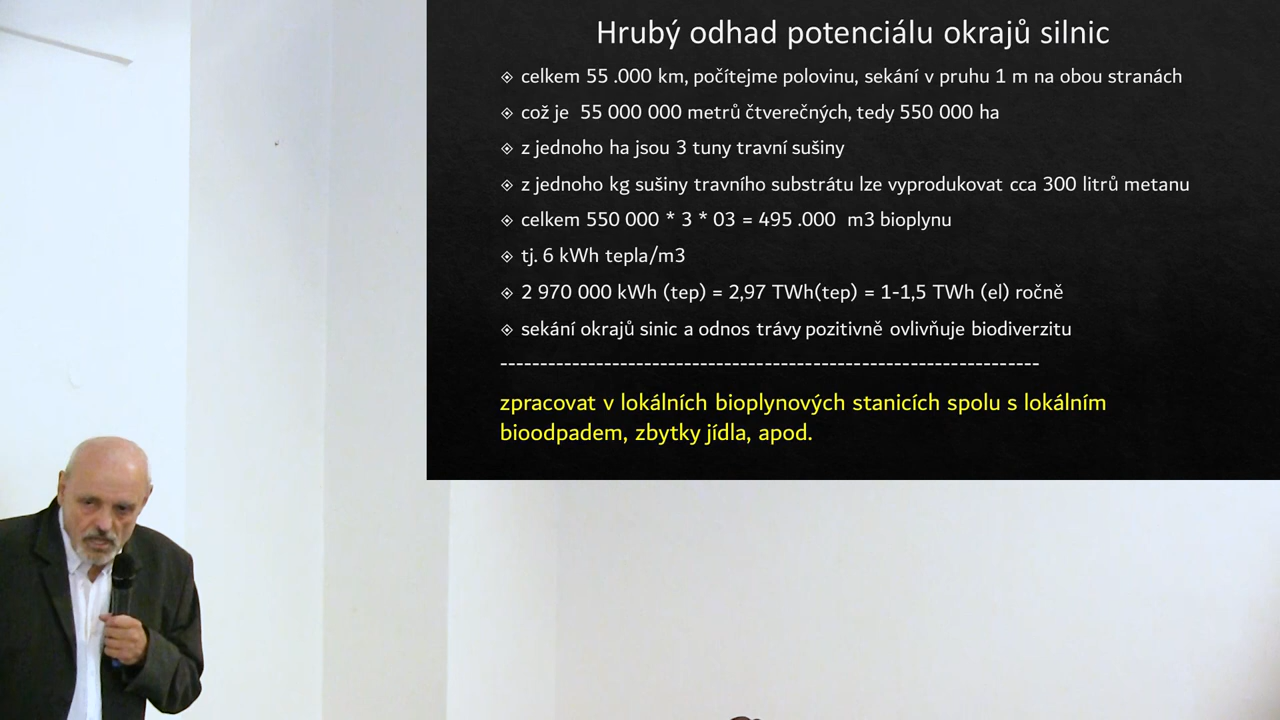 Hrubý odhad potenciálu okrajů silnic
celkem 55 .000 km, počítejme polovinu, sekání v pruhu 1 m na obou stranách
což je 55 000 000 metrů čtverečných, tedy 550 000 ha
z jednoho ha jsou 3 tuny travní sušiny
z jednoho kg sušiny travního substrátu lze vyprodukovat cca 300 litrů metanu
celkem 550 000 * 3 * 03 = 495 .000 m3 bioplynu
tj. 6 kWh tepla/m3
2 970 000 kWh (tep) = 2,97 TWh(tep) = 1-1,5 TWh (el) ročně
sekání okrajů sinic a odnos trávy pozitivně ovlivňuje biodiverzitu
--------------------------------------------------------------------
zpracovat v lokálních bioplynových stanicích spolu s lokálním
bioodpadem, zbytky jídla, apod.